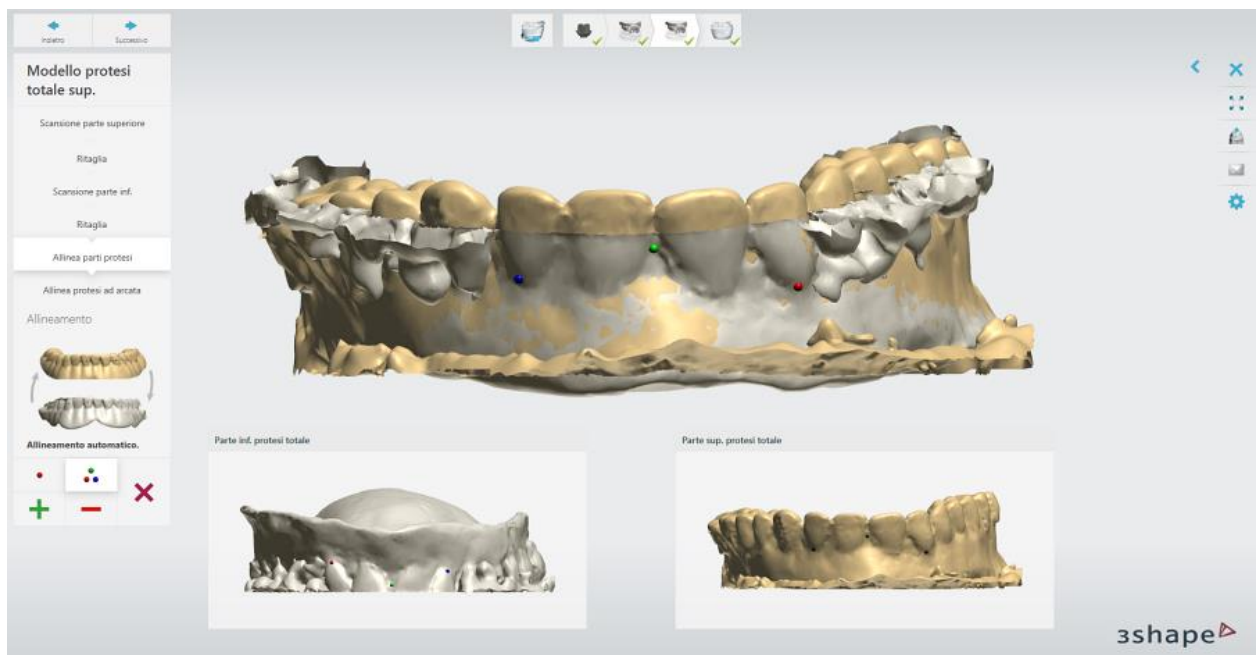 Indietro
Successivo
Modello protesi
totale sup.
Scansione parte superiore
Ritaglia
Scansione parte inf.
Ritaglia
Allinea parti protesi
Allinea protesi ad arcata
Allineamento
Allineamento automatico.
Parte inf. protesi totale
Parte sup. protesi totale
3shape